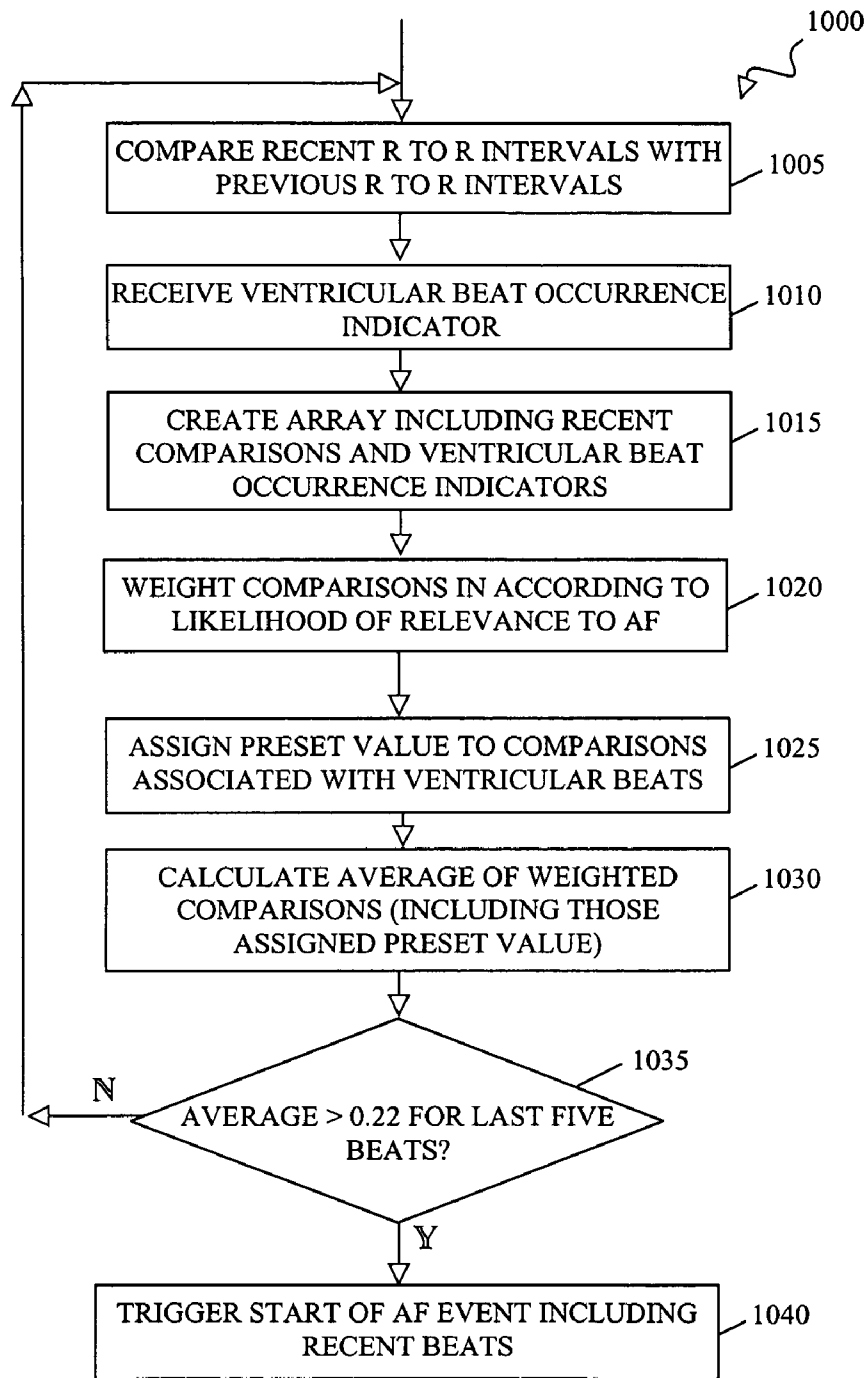 1000
COMPARE RECENT R TO R INTERVALS WITH
PREVIOUS R TO R INTERVALS
1005
RECEIVE VENTRICULAR BEAT OCCURRENCE
INDICATOR
1010
CREATE ARRAY INCLUDING RECENT
COMPARISONS AND VENTRICULAR BEAT
OCCURRENCE INDICATORS
1015
WEIGHT COMPARISONS IN ACCORDING TO
LIKELIHOOD OF RELEVANCE TO AF
1020
ASSIGN PRESET VALUE TO COMPARISONS
ASSOCIATED WITH VENTRICULAR BEATS
1025
CALCULATE AVERAGE OF WEIGHTED
COMPARISONS (INCLUDING THOSE
ASSIGNED PRESET VALUE)
1030
1035
N
AVERAGE > 0.22 FOR LAST FIVE
BEATS?
Y
TRIGGER START OF AF EVENT INCLUDING
RECENT BEATS
1040